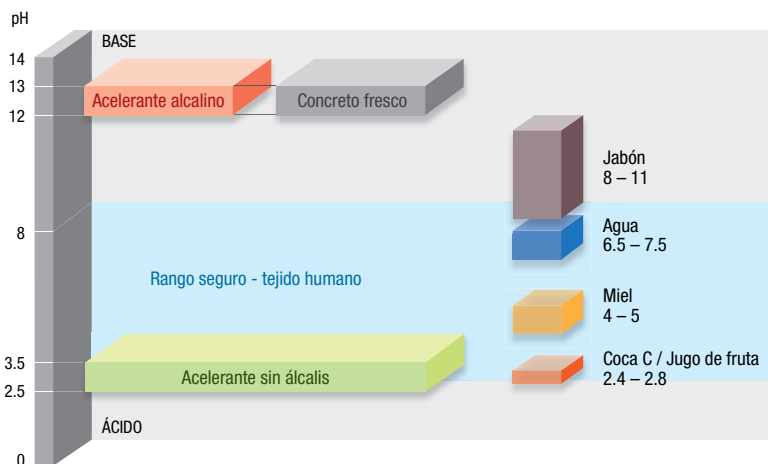 pH
BASE
14
13
12
8
3.5
2.5
0
Acelerante alcalino
Concreto fresco
Jabón
8 – 11
Agua
6.5 – 7.5
Rango seguro - tejido humano
Miel
4 – 5
Coca C / Jugo de fruta
2.4 – 2.8
Acelerante sin álcalis
ÁCIDO